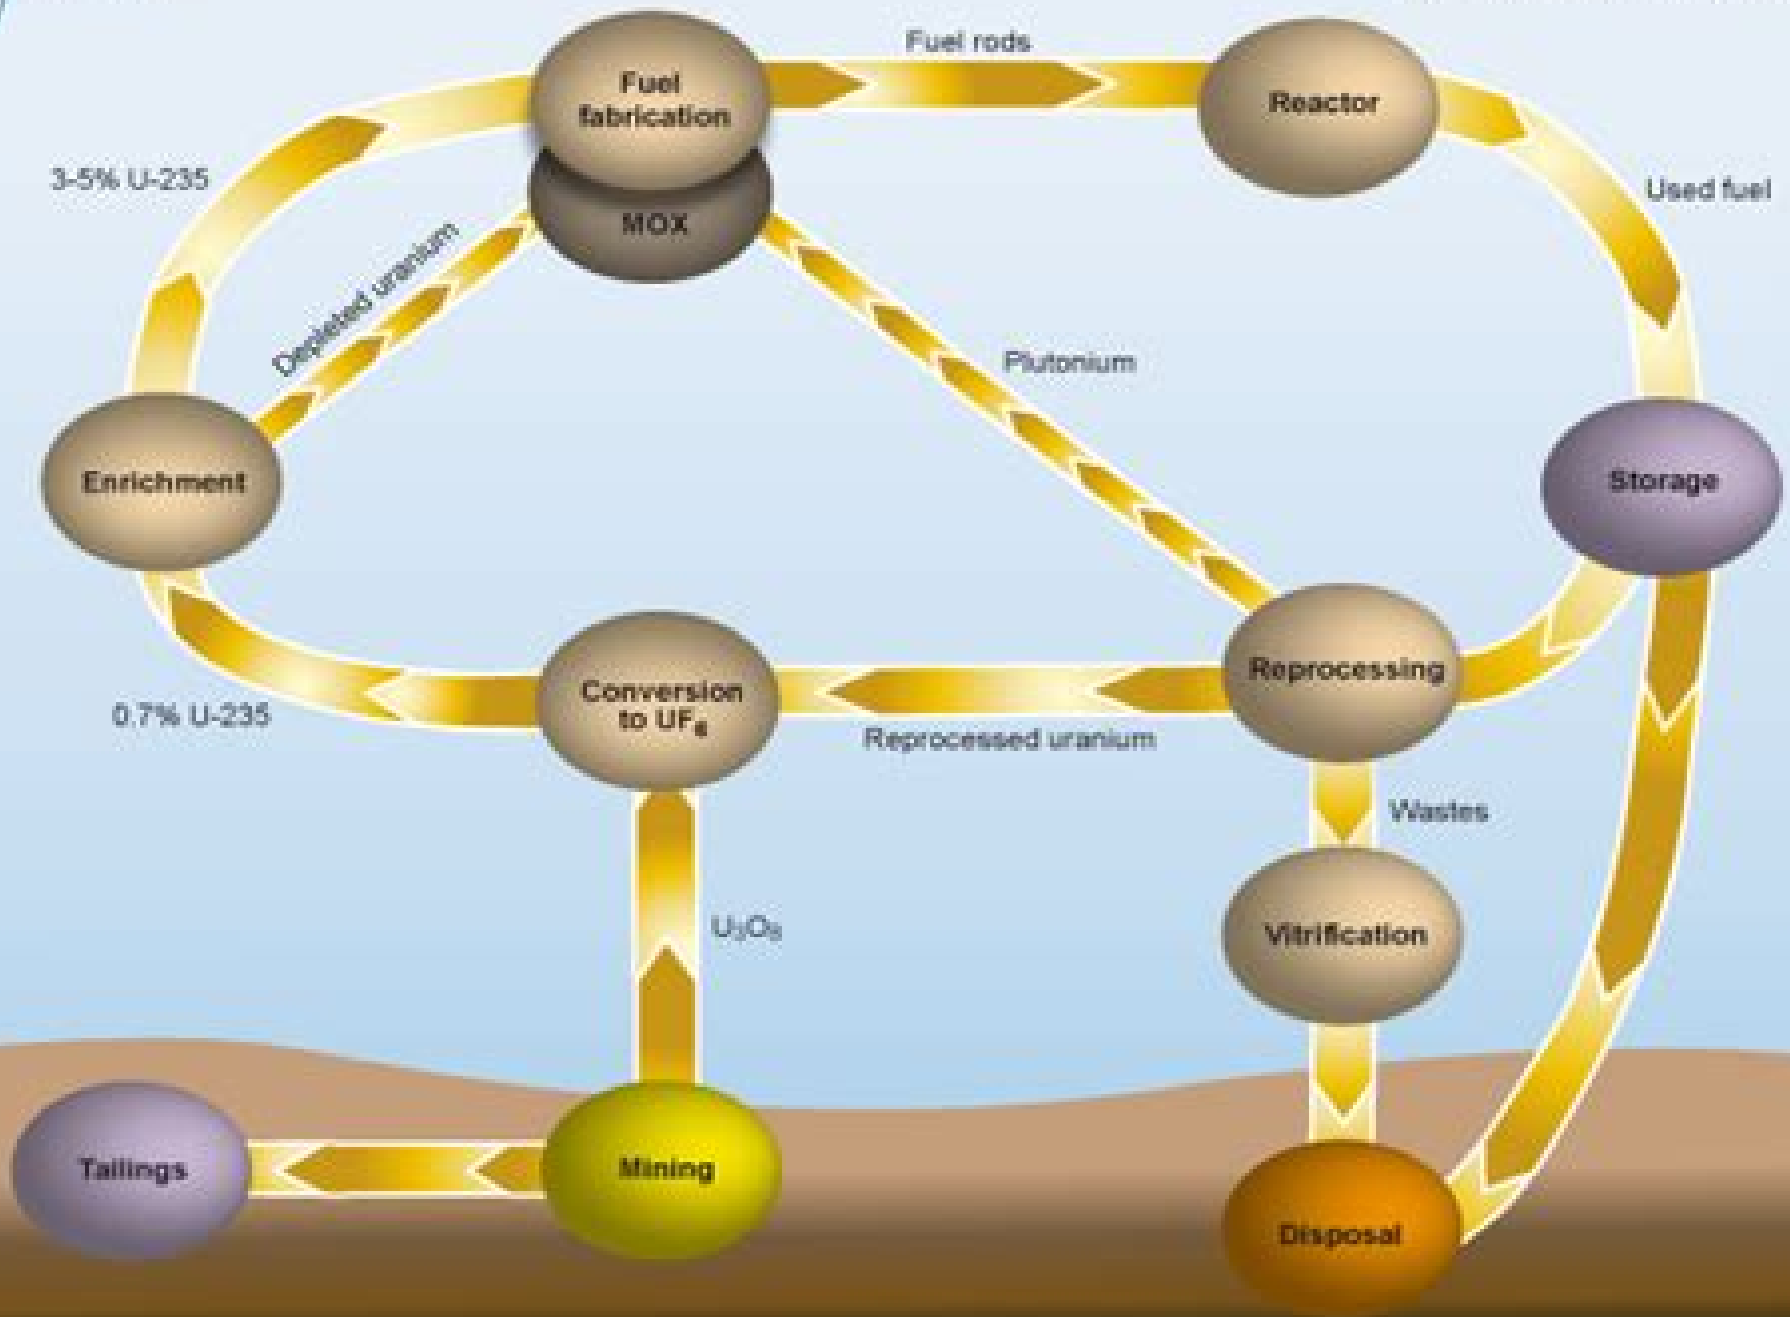 Fuel rods
Fuel
fabrication
Reactor
3-5% U-235
Used fuel
MOX
Depleted uranium
Plutonium
Enrichment
Storage
Reprocessing
Conversion
to UF₆
0.7% U-235
Reprocessed uranium
Wastes
U₃O₈
Vitrification
Tailings
Mining
Disposal